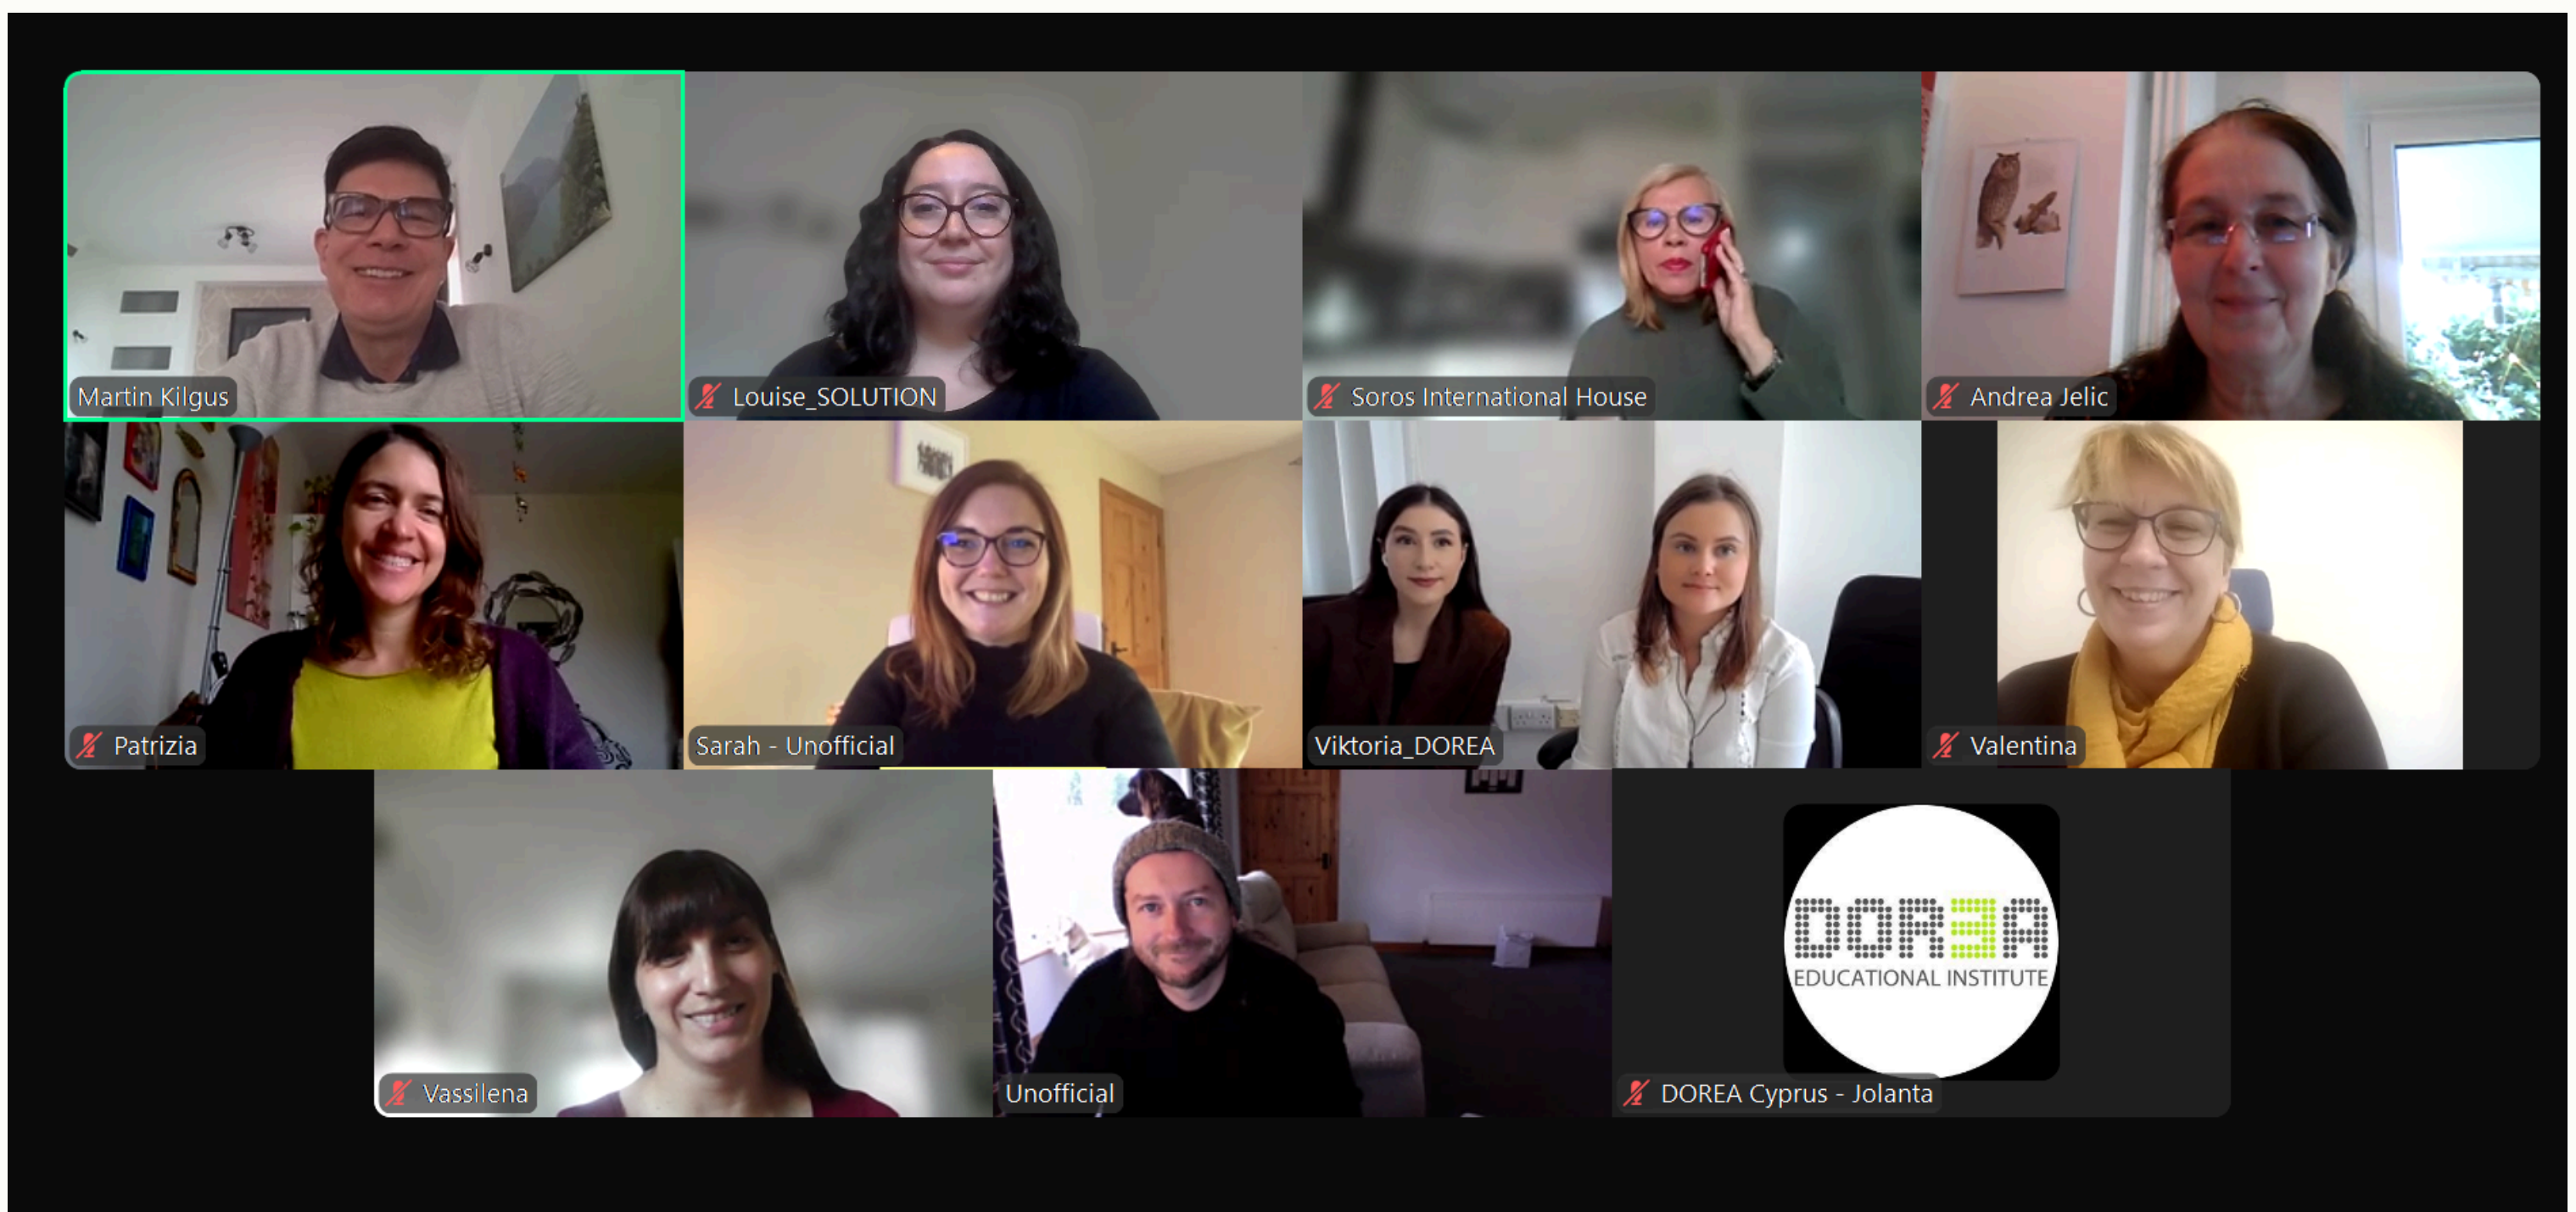 Martin Kilgus
Louise_SOLUTION
Soros International House
Andrea Jelic
Patrizia
Sarah - Unofficial
Viktoria_DOREA
Valentina
Vassilena
Unofficial
DOREA
EDUCATIONAL INSTITUTE
DOREA Cyprus - Jolanta